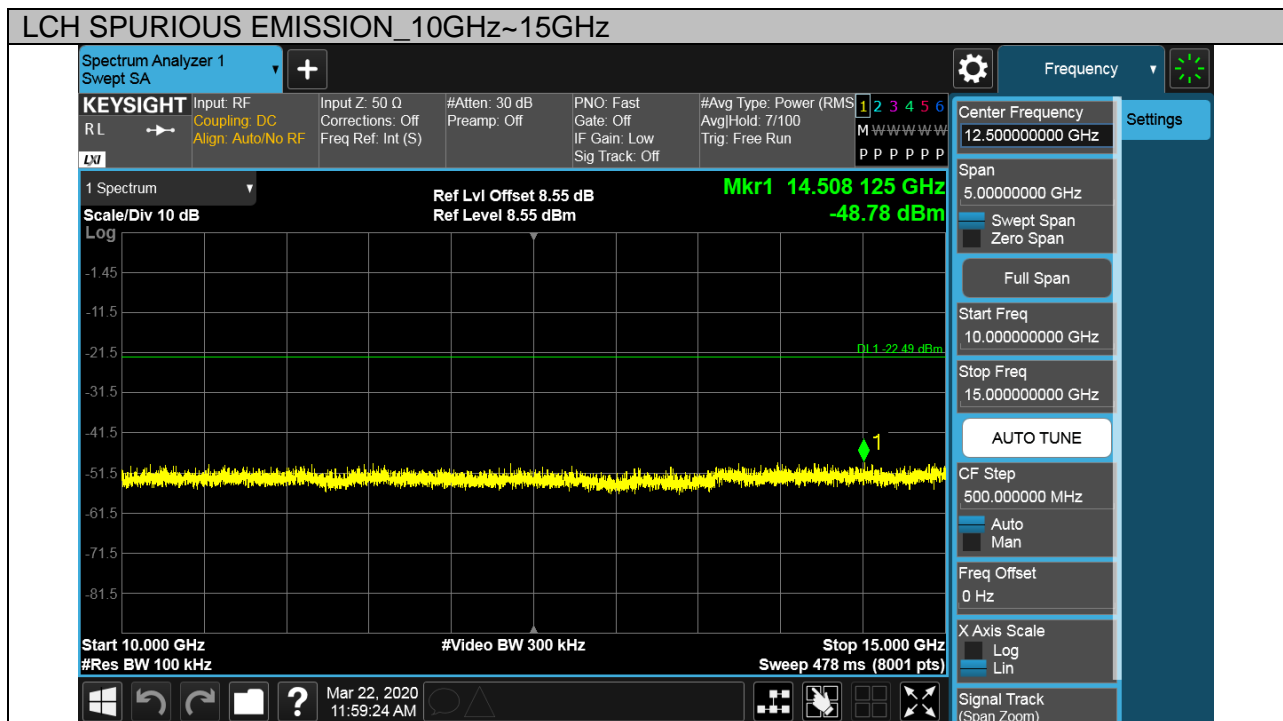 LCH SPURIOUS EMISSION_10GHz~15GHz
Spectrum Analyzer 1
Swept SA
+
Frequency
KEYSIGHT
RL
LXI
Input: RF
Coupling: DC
Align: Auto/No RF
Input Z: 50 Ω
Corrections: Off
Freq Ref: Int (S)
#Atten: 30 dB
Preamp: Off
PNO: Fast
Gate: Off
IF Gain: Low
Sig Track: Off
#Avg Type: Power (RMS
Avg|Hold: 7/100
Trig: Free Run
1 2 3 4 5 6
M W W W W W
P P P P P P
1 Spectrum
Scale/Div 10 dB
Ref Lvl Offset 8.55 dB
Ref Level 8.55 dBm
Mkr1 14.508 125 GHz
-48.78 dBm
Log
-1.45
-11.5
-21.5
-31.5
-41.5
-51.5
-61.5
-71.5
-81.5
DL1 -22.49 dBm
1
Start 10.000 GHz
#Res BW 100 kHz
#Video BW 300 kHz
Stop 15.000 GHz
Sweep 478 ms (8001 pts)
Center Frequency
12.500000000 GHz
Span
5.00000000 GHz
Swept Span
Zero Span
Full Span
Start Freq
10.000000000 GHz
Stop Freq
15.000000000 GHz
AUTO TUNE
CF Step
500.000000 MHz
Auto
Man
Freq Offset
0 Hz
X Axis Scale
Log
Lin
Signal Track
(Span Zoom)
Settings
?
Mar 22, 2020
11:59:24 AM